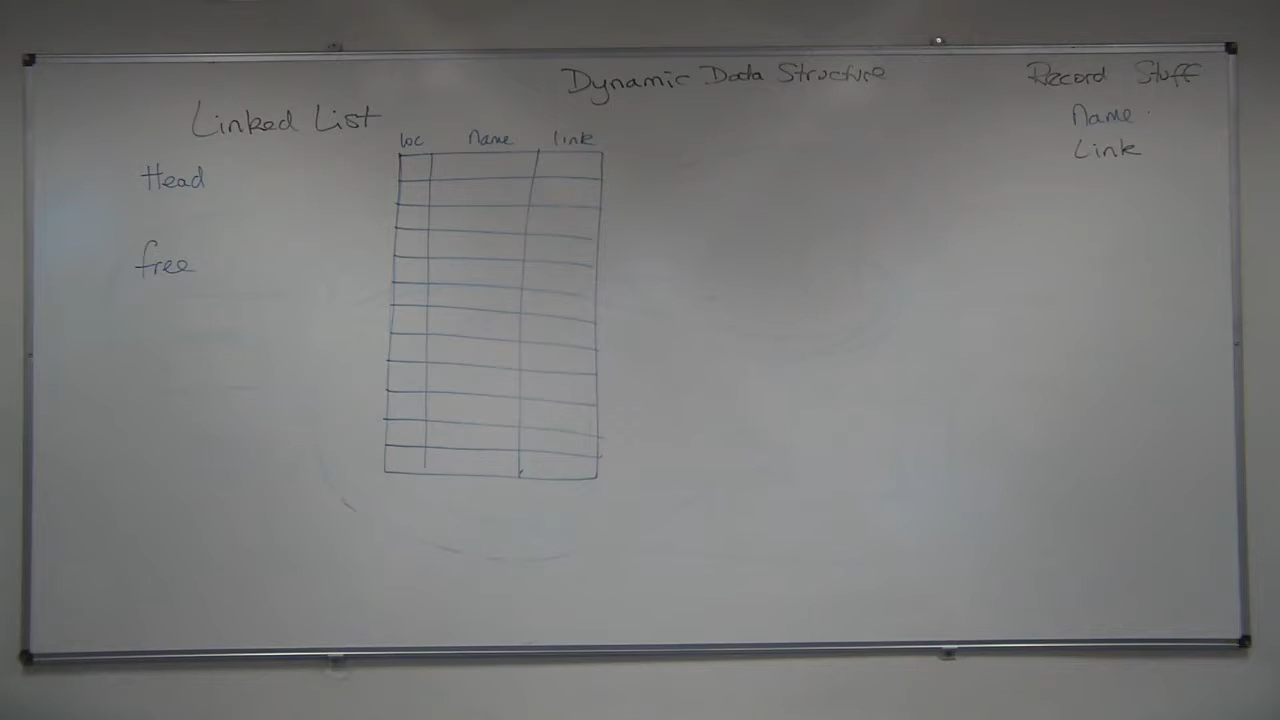 Dynamic Data Structure
Record Stuff
Name
Link
Linked List
loc name link
Head
free